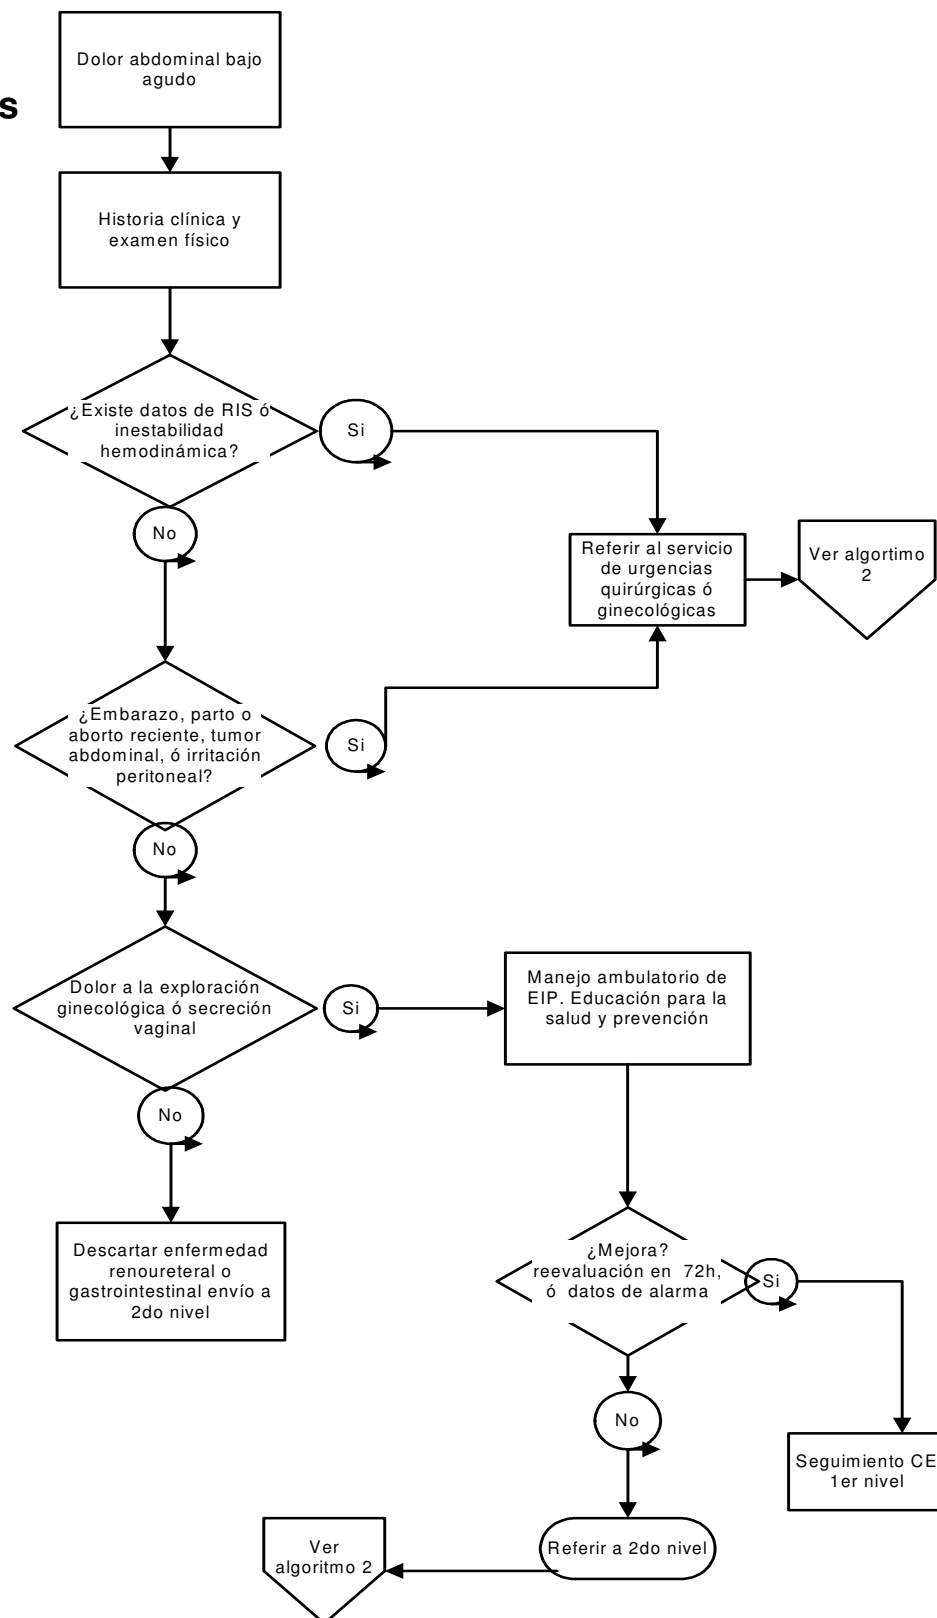 Dolor abdominal bajo
agudo
s
Historia clínica y
examen físico
¿Existe datos de RIS ó
inestabilidad
hemodinámica?
Si
No
Referir al servicio
de urgencias
quirúrgicas ó
ginecológicas
Ver algortimo
2
¿Embarazo, parto o
aborto reciente, tumor
abdominal, ó irritación
peritoneal?
Si
No
Dolor a la exploración
ginecológica ó secreción
vaginal
Si
Manejo ambulatorio de
EIP. Educación para la
salud y prevención
No
Descartar enfermedad
renoureteral o
gastrointestinal envío a
2do nivel
¿Mejora?
reevaluación en 72h,
ó datos de alarma
Si
No
Seguimiento CE
1er nivel
Referir a 2do nivel
Ver
algoritmo 2